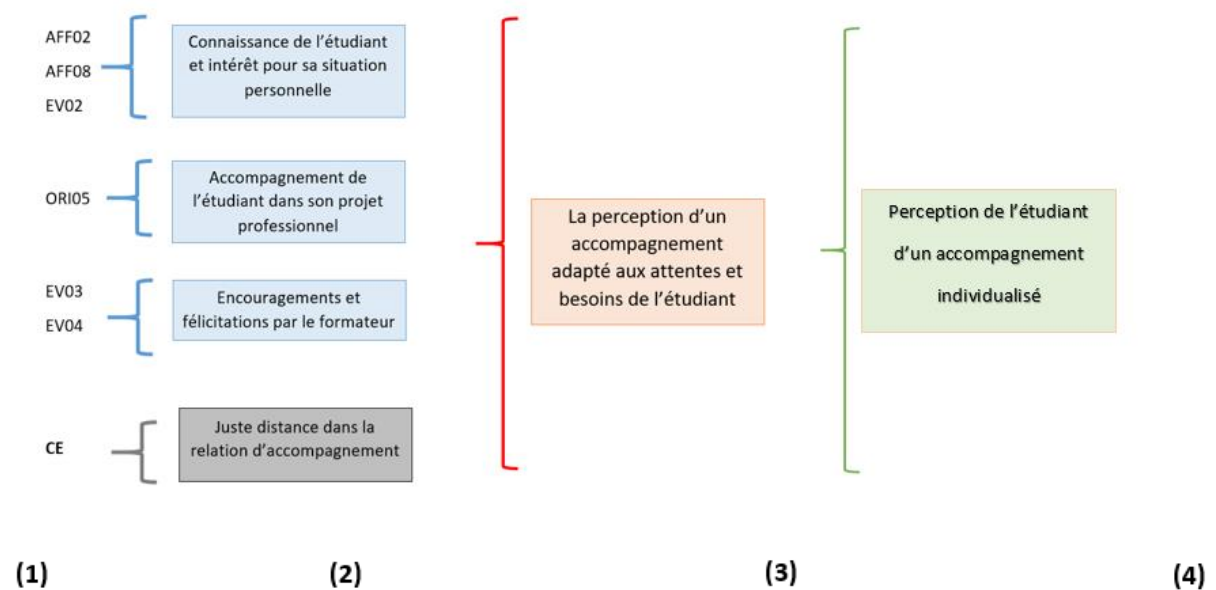 AFF02
AFF08
EV02
Connaissance de l'étudiant
et intérêt pour sa situation
personnelle
ORI05
Accompagnement de
l'étudiant dans son projet
professionnel
EV03
EV04
Encouragements et
félicitations par le formateur
CE
Juste distance dans la
relation d'accompagnement
La perception d'un
accompagnement
adapté aux attentes et
besoins de l'étudiant
Perception de l'étudiant
d'un accompagnement
individualisé
(1)
(2)
(3)
(4)